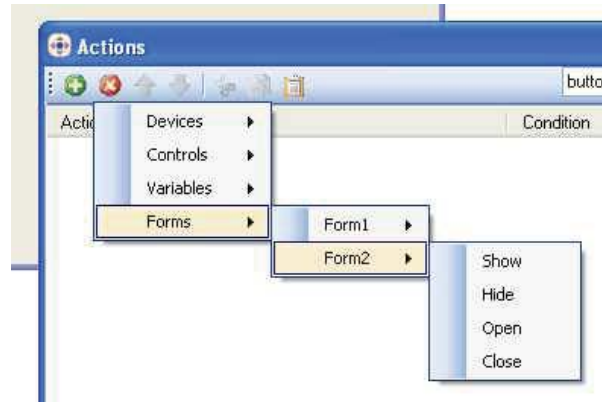 Actions
butto
Actio Condition
Devices
Controls
Variables
Forms
Form1
Form2
Show
Hide
Open
Close